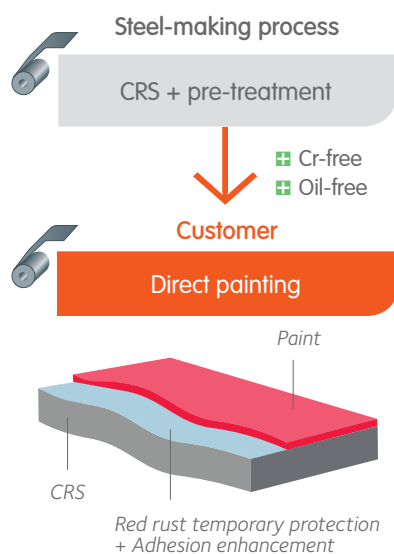 Steel-making process
CRS + pre-treatment
Cr-free
Oil-free
Customer
Direct painting
Paint
CRS
Red rust temporary protection
+ Adhesion enhancement